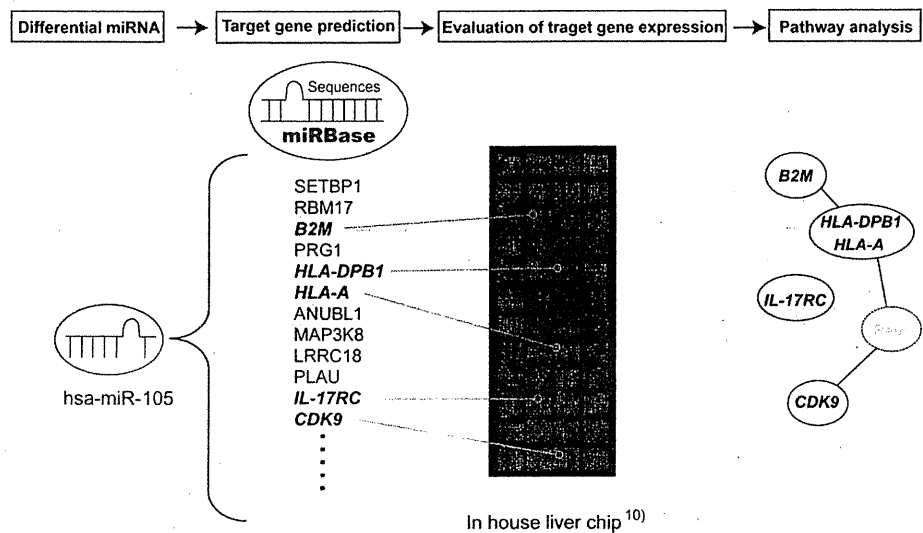 Differential miRNA
Target gene prediction
Evaluation of traget gene expression
Pathway analysis
Sequences
miRBase
SETBP1
RBM17
B2M
PRG1
HLA-DPB1
HLA-A
ANUBL1
MAP3K8
LRRC18
PLAU
IL-17RC
CDK9
hsa-miR-105
In house liver chip 10)
B2M
HLA-DPB1
HLA-A
IL-17RC
CDK9